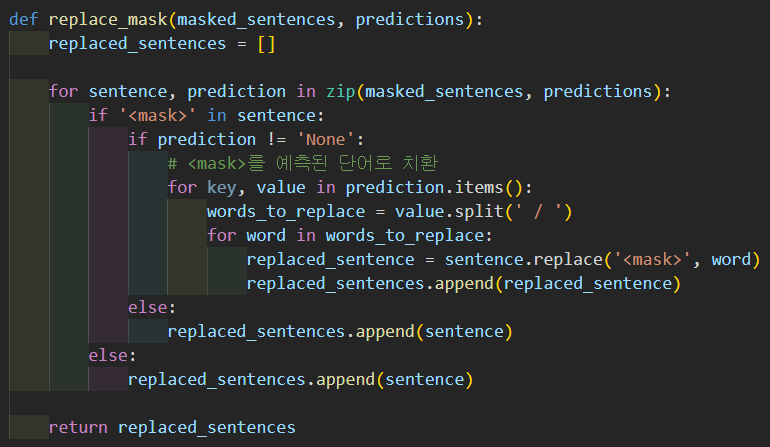 def replace_mask(masked_sentences, predictions):
    replaced_sentences = []

    for sentence, prediction in zip(masked_sentences, predictions):
        if '<mask>' in sentence:
            if prediction != 'None':
                # <mask>를 예측된 단어로 치환
                for key, value in prediction.items():
                    words_to_replace = value.split(' / ')
                    for word in words_to_replace:
                        replaced_sentence = sentence.replace('<mask>', word)
                        replaced_sentences.append(replaced_sentence)
            else:
                replaced_sentences.append(sentence)
        else:
            replaced_sentences.append(sentence)

    return replaced_sentences